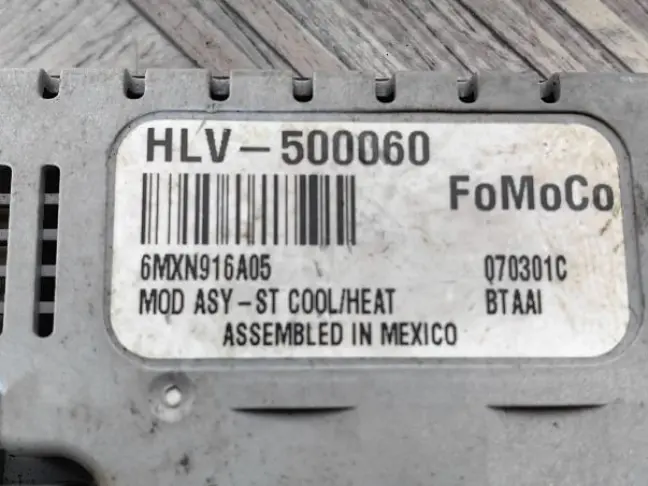 HLV-500060
FoMoCo
6MXN916A05 070301C
MOD ASY-ST COOL/HEAT BTAAI
ASSEMBLED IN MEXICO